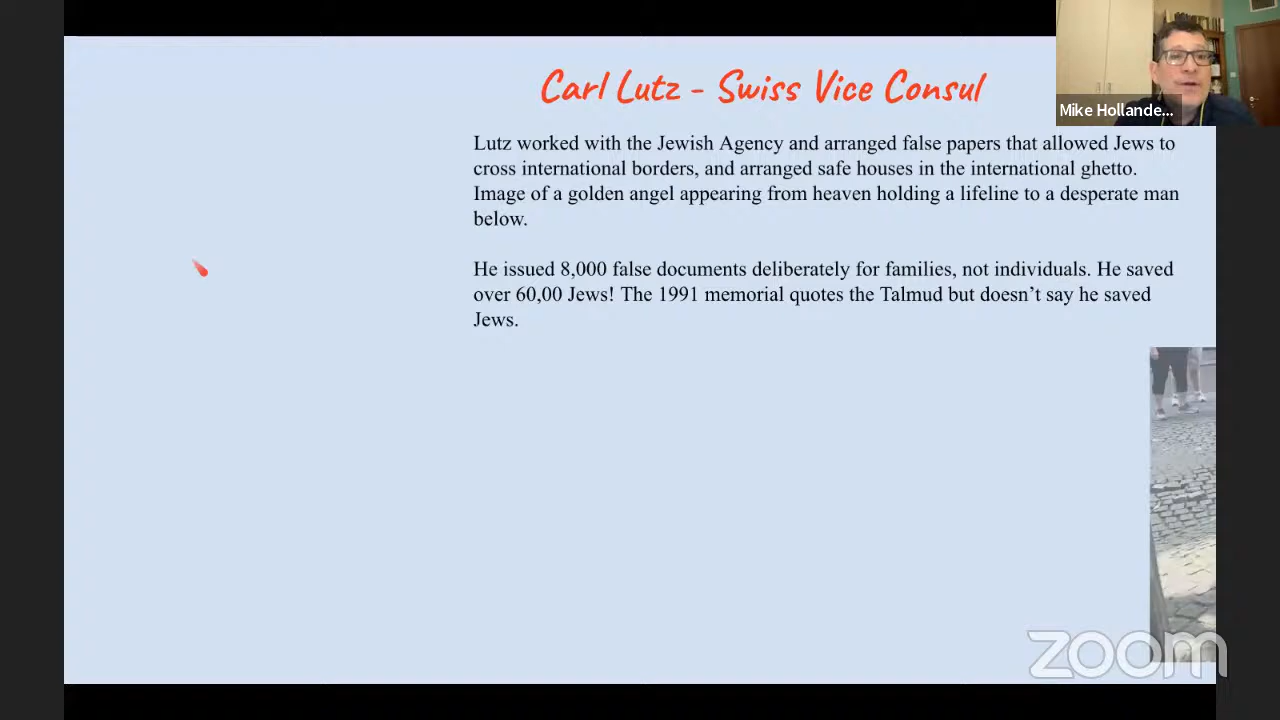 Carl Lutz - Swiss Vice Consul
Mike Hollande...
Lutz worked with the Jewish Agency and arranged false papers that allowed Jews to
cross international borders, and arranged safe houses in the international ghetto.
Image of a golden angel appearing from heaven holding a lifeline to a desperate man
below.
He issued 8,000 false documents deliberately for families, not individuals. He saved
over 60,00 Jews! The 1991 memorial quotes the Talmud but doesn’t say he saved
Jews.
zoom